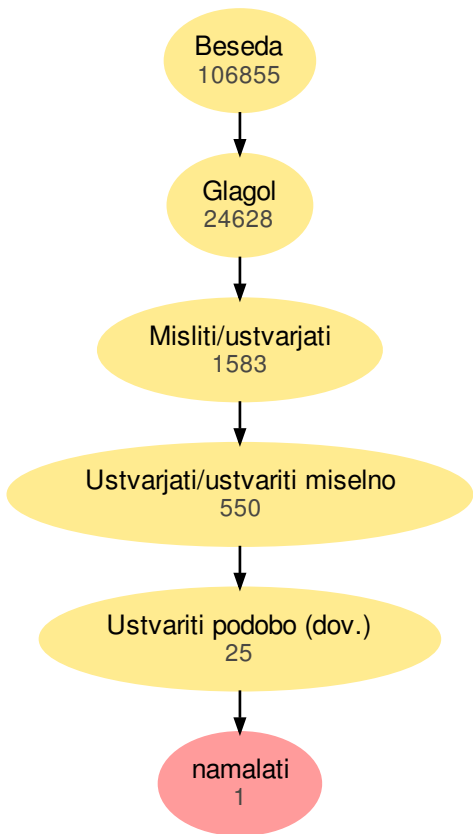 Beseda
106855
Glagol
24628
Misliti/ustvarjati
1583
Ustvarjati/ustvariti miselno
550
Ustvariti podobo (dov.)
25
namalati
1